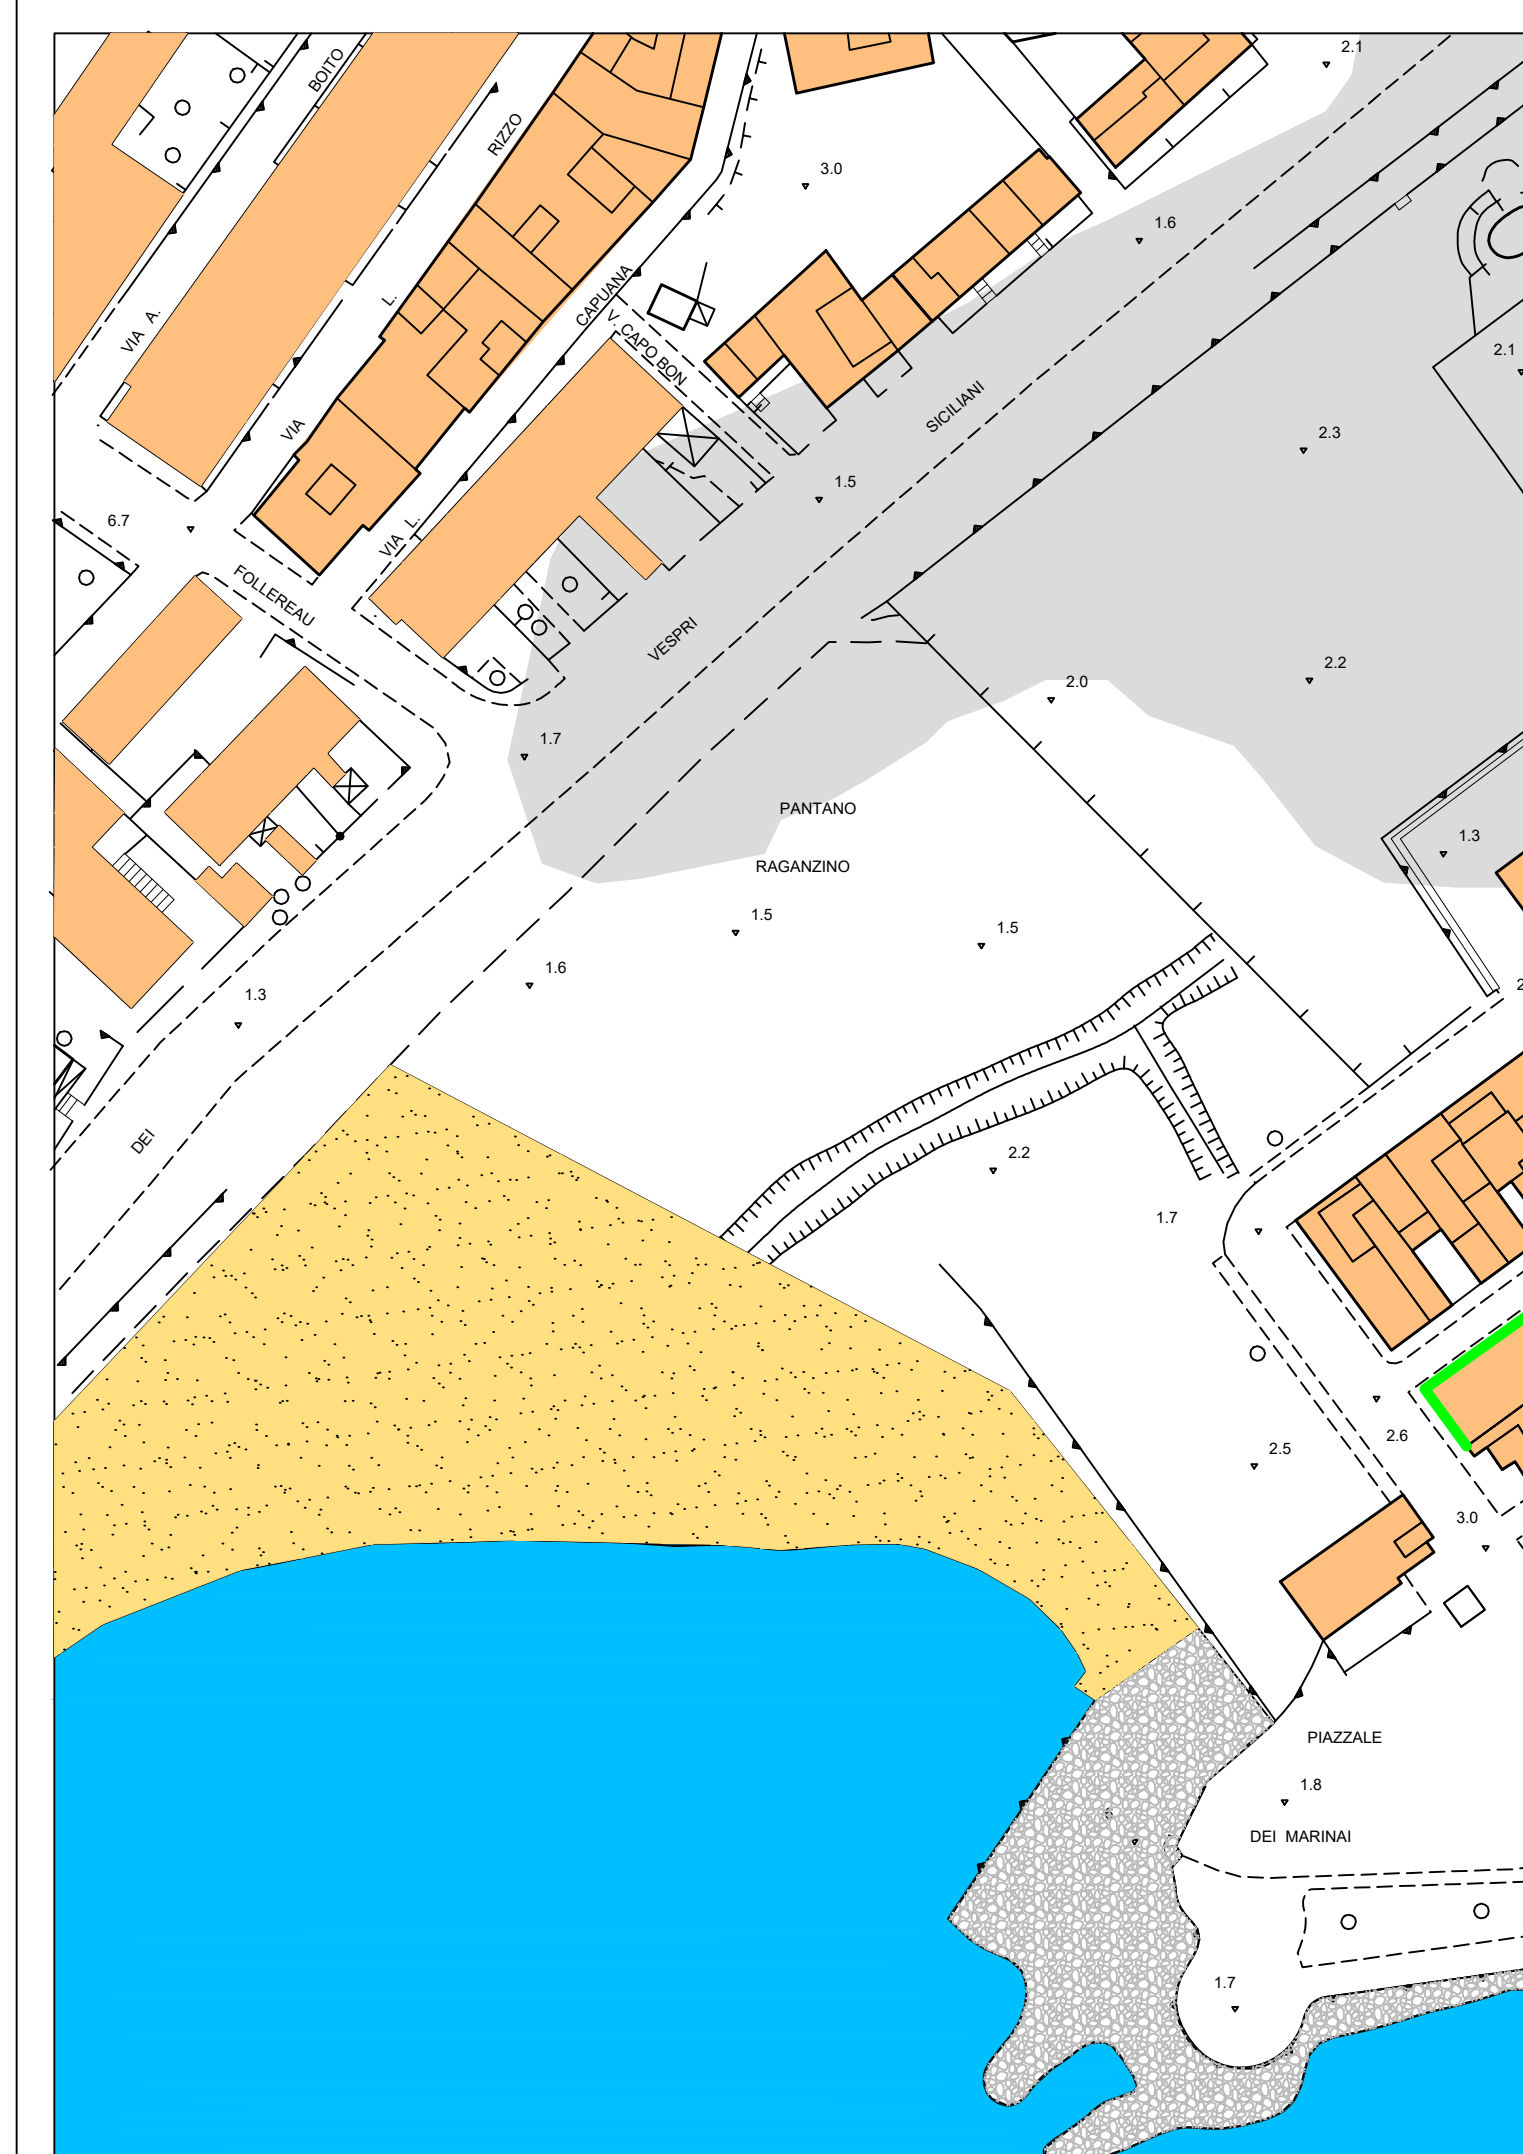 2.1
BOITO
RIZZO
3.0
1.6
CAPUANA
L.
VIA A.
V. CAPO BON
2.1
SICILIANI
VIA
2.3
1.5
6.7
VIA L.
FOLLEREAU
VESPRI
2.2
2.0
1.7
PANTANO
1.3
RAGANZINO
1.5
1.5
1.6
2
1.3
DEI
2.2
1.7
2.6
2.5
3.0
PIAZZALE
1.8
6
DEI MARINAI
1.7